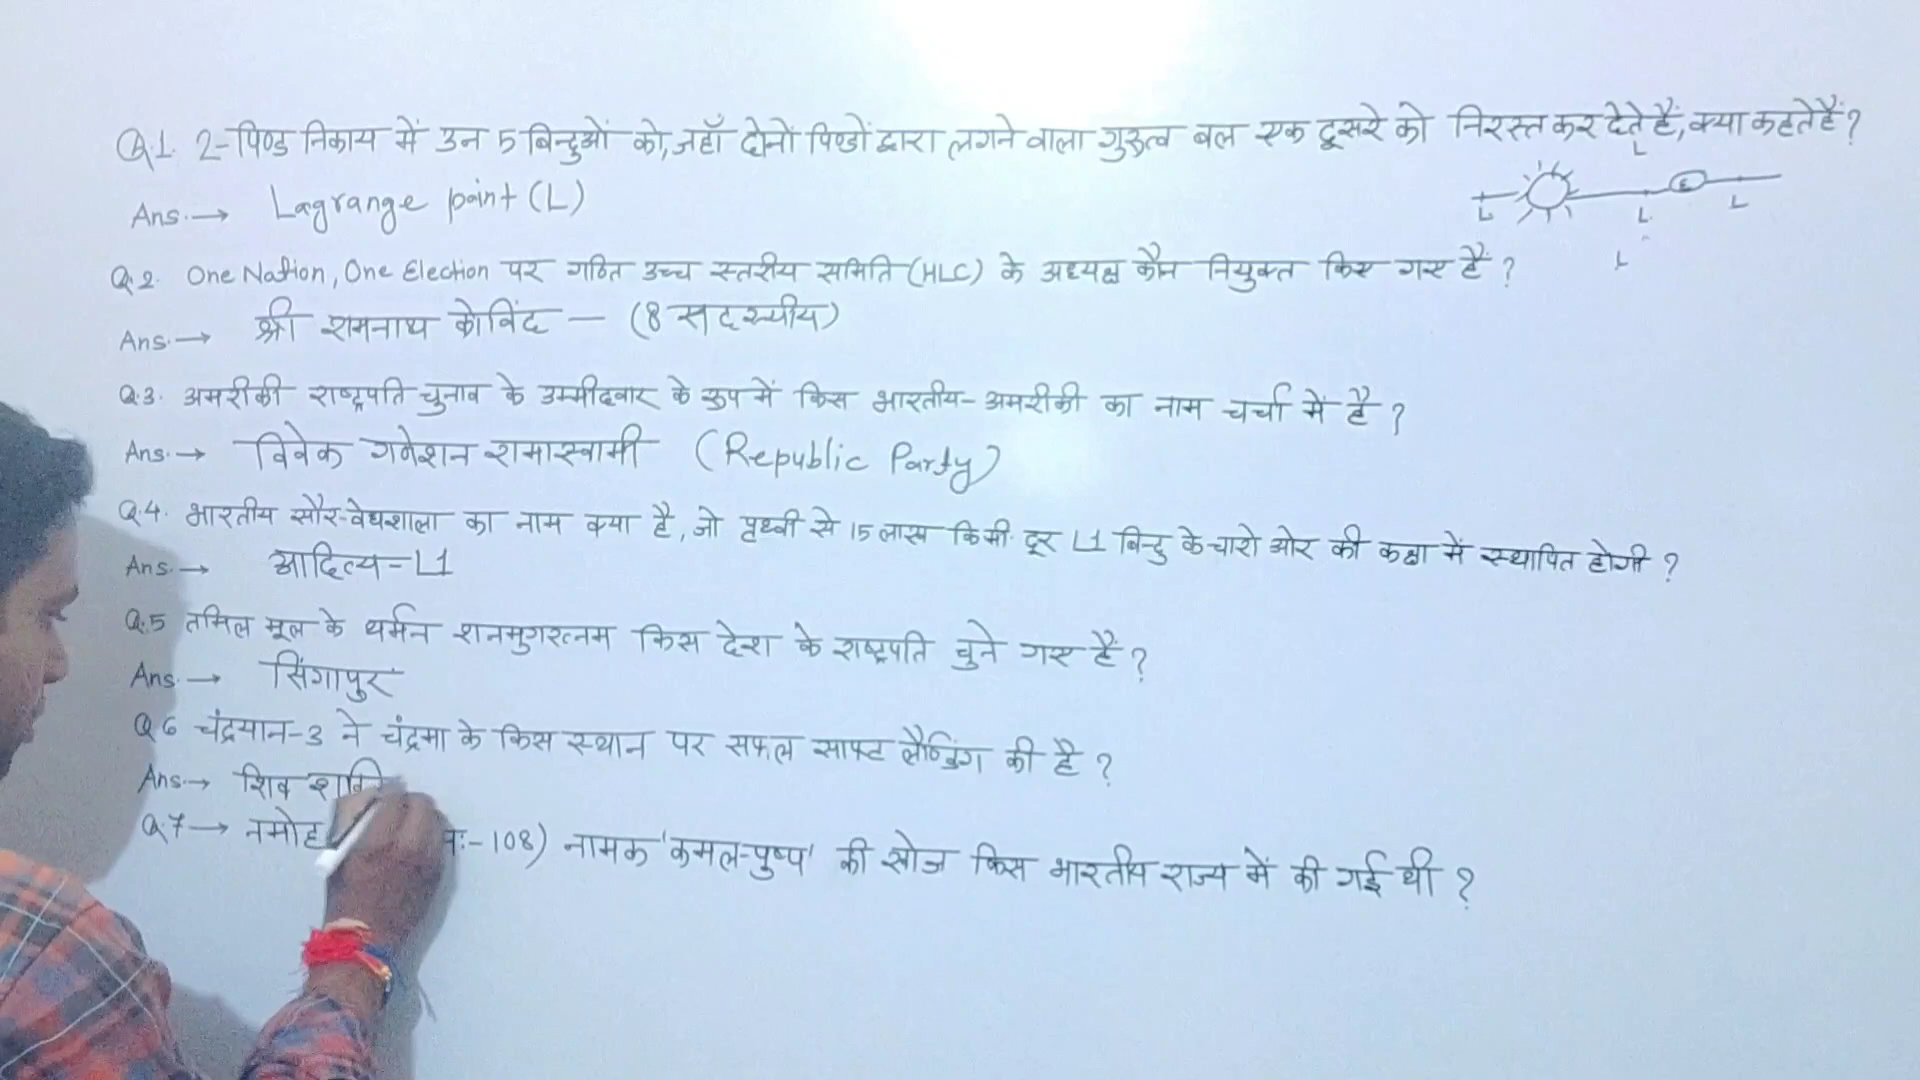 Q.1. 2-पिण्ड निकाय में उन 5 बिन्दुओं को, जहाँ दोनों पिण्डों द्वारा लगने वाला गुरुत्व बल एक दूसरे को निरस्त कर देते हैं, क्या कहते हैं?
Ans.→ Lagrange point (L)
L L E L L L
Q.2. One Nation, One Election पर गठित उच्च स्तरीय समिति (HLC) के अध्यक्ष कौन नियुक्त किए गए हैं?
Ans.→ श्री रामनाथ कोविंद — (8 सदस्यीय)
Q.3. अमरीकी राष्ट्रपति चुनाव के उम्मीदवार के रूप में किस भारतीय-अमरीकी का नाम चर्चा में है?
Ans.→ विवेक गणेशन रामास्वामी (Republic Party)
Q.4. भारतीय सौर-वेधशाला का नाम क्या है, जो पृथ्वी से 15 लाख किमी. दूर L1 बिन्दु के चारो ओर की कक्षा में स्थापित होगी?
Ans.→ आदित्य-L1
Q.5 तमिल मूल के थर्मन शनमुगरत्नम किस देश के राष्ट्रपति चुने गए हैं?
Ans.→ सिंगापुर
Q.6 चंद्रयान-3 ने चंद्रमा के किस स्थान पर सफल साफ्ट लैण्डिंग की है?
Ans.→ शिव
Q.7→ नमोह -108) नामक 'कमल-पुष्प' की खोज किस भारतीय राज्य में की गई थी?